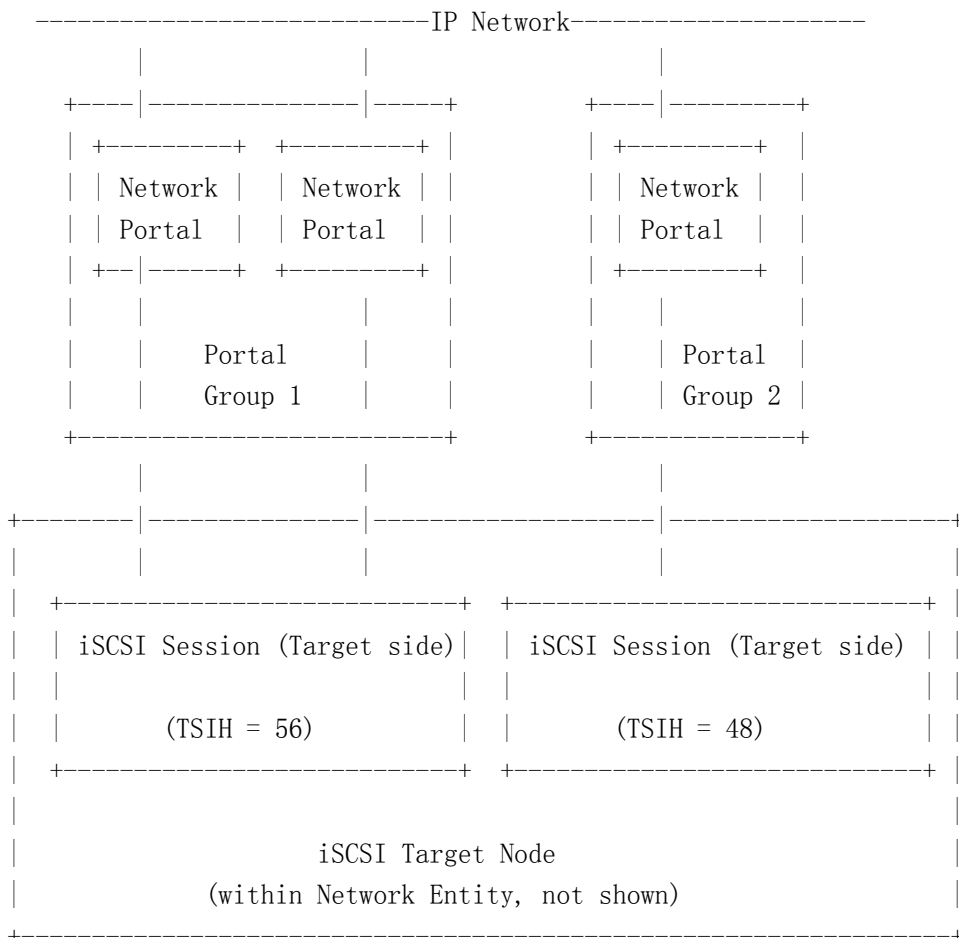 IP Network
Network Network Network
Portal Portal Portal
Portal Portal
Group 1 Group 2
iSCSI Session (Target side) iSCSI Session (Target side)
(TSIH = 56) (TSIH = 48)
iSCSI Target Node
(within Network Entity, not shown)